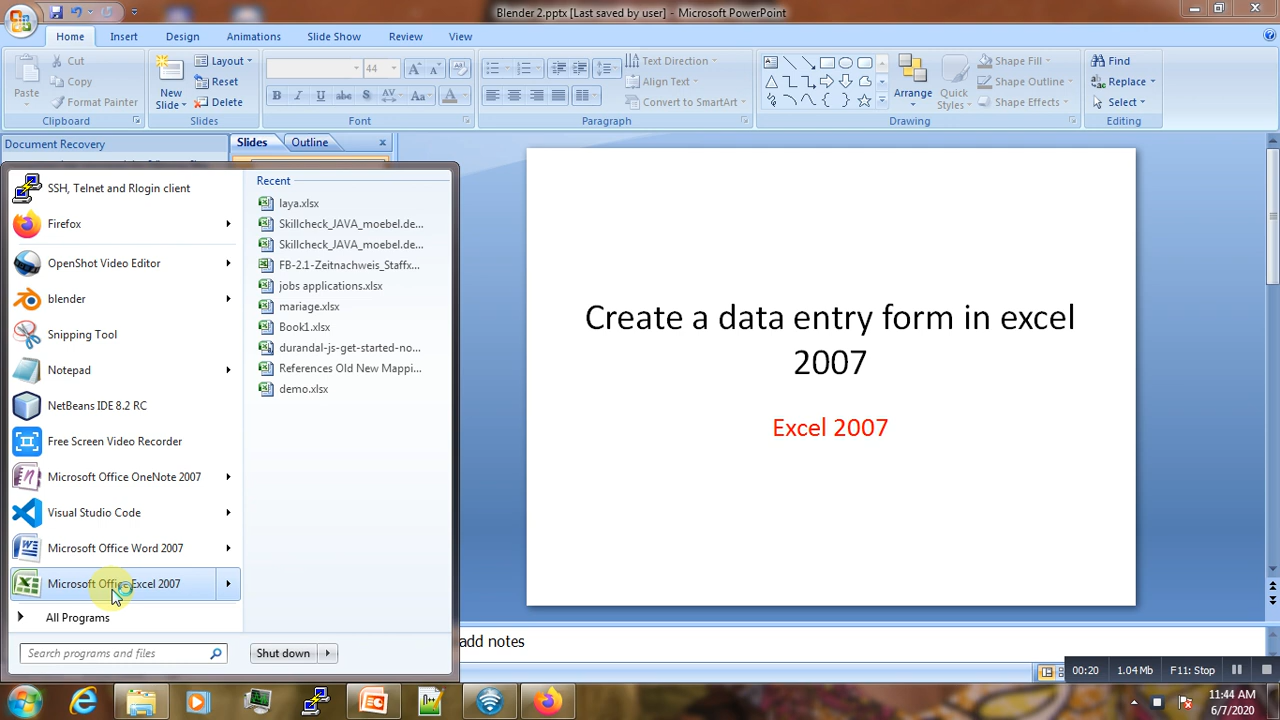 Blender 2.pptx [Last saved by user] - Microsoft PowerPoint
Home
Insert
Design
Animations
Slide Show
Review
View
Paste
Cut
Copy
Format Painter
Clipboard
New
Slide
Layout
Reset
Delete
Slides
44
Font
Text Direction
Align Text
Convert to SmartArt
Paragraph
Arrange
Quick
Styles
Shape Fill
Shape Outline
Shape Effects
Drawing
Find
Replace
Select
Editing
Document Recovery
Slides
Outline
SSH, Telnet and Rlogin client
Firefox
OpenShot Video Editor
blender
Snipping Tool
Notepad
NetBeans IDE 8.2 RC
Free Screen Video Recorder
Microsoft Office OneNote 2007
Visual Studio Code
Microsoft Office Word 2007
Microsoft Office Excel 2007
All Programs
Search programs and files
Shut down
Recent
laya.xlsx
Skillcheck_JAVA_moebel.de...
Skillcheck_JAVA_moebel.de...
FB-2.1-Zeitnachweis_Staffx...
jobs applications.xlsx
mariage.xlsx
Book1.xlsx
durandal-js-get-started-no...
References Old New Mappi...
demo.xlsx
Create a data entry form in excel
2007
Excel 2007
add notes
00:20
1.04 Mb
F11: Stop
11:44 AM
6/7/2020